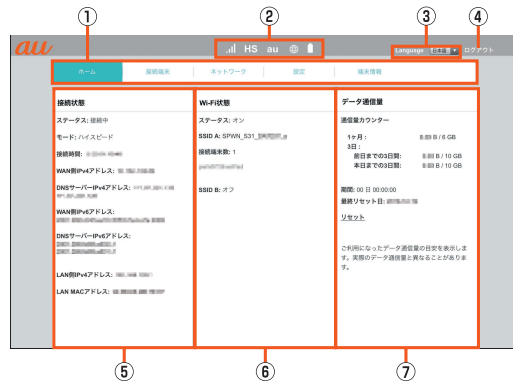 ① ② ③ ④
au
HS au
Language 日本語 ログアウト
ホーム 接続端末 ネットワーク 設定 端末情報
接続状態
ステータス: 接続中
モード: ハイスピード
接続時間:
WAN側IPv4アドレス:
DNSサーバーIPv4アドレス:
WAN側IPv6アドレス:
DNSサーバーIPv6アドレス:
LAN側IPv4アドレス:
LAN MACアドレス:
Wi-Fi状態
ステータス: オン
SSID A: SPWN_S31_
接続端末数: 1
SSID B: オフ
データ通信量
通信量カウンター
1ヶ月: B / 6 GB
3日:
前日までの3日間: B / 10 GB
本日までの3日間: B / 10 GB
期間: 00 日 00:00:00
最終リセット日:
リセット
ご利用になったデータ通信量の目安を表示しま
す。実際のデータ通信量と異なることがありま
す。
⑤ ⑥ ⑦